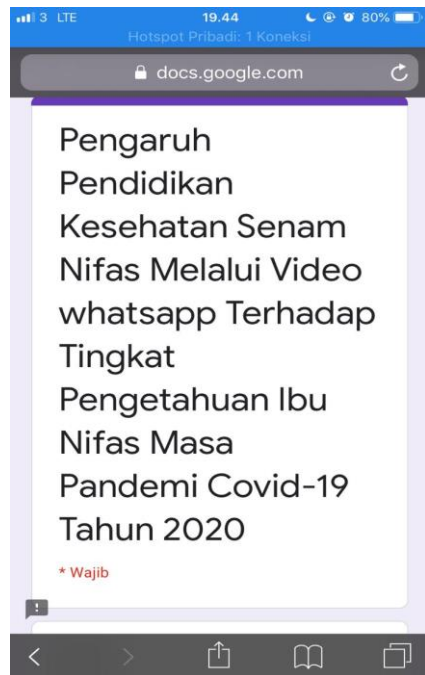 3 LTE 19.44 80%
Hotspot Pribadi: 1 Koneksi
docs.google.com
Pengaruh
Pendidikan
Kesehatan Senam
Nifas Melalui Video
whatsapp Terhadap
Tingkat
Pengetahuan Ibu
Nifas Masa
Pandemi Covid-19
Tahun 2020
* Wajib